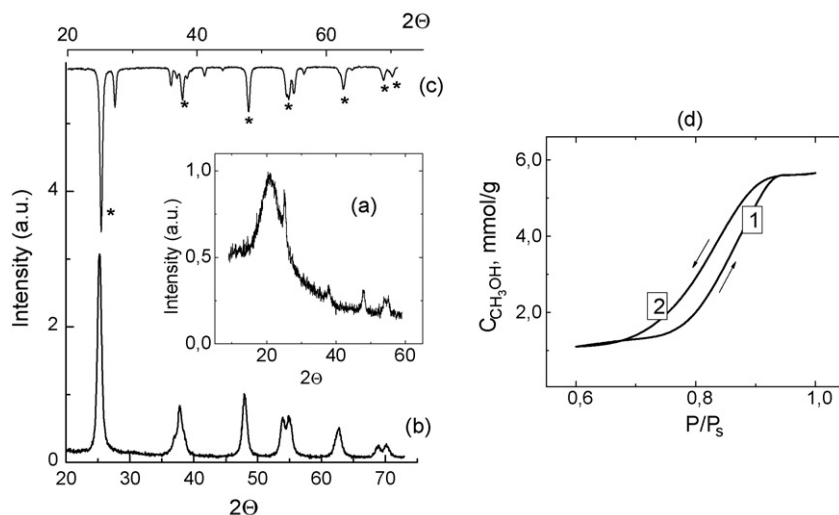 20 40 60 2Θ
(c)
* * * * * *
*
Intensity (a.u.)
4
2
0
(b)
20 30 40 50 60 70
2Θ
(a)
Intensity (a.u.)
1,0
0,5
0,0
20 40 60
2Θ
(d)
C_CH₃OH, mmol/g
6,0
4,0
2,0
1
2
0,6 0,8 1,0
P/Pₛ